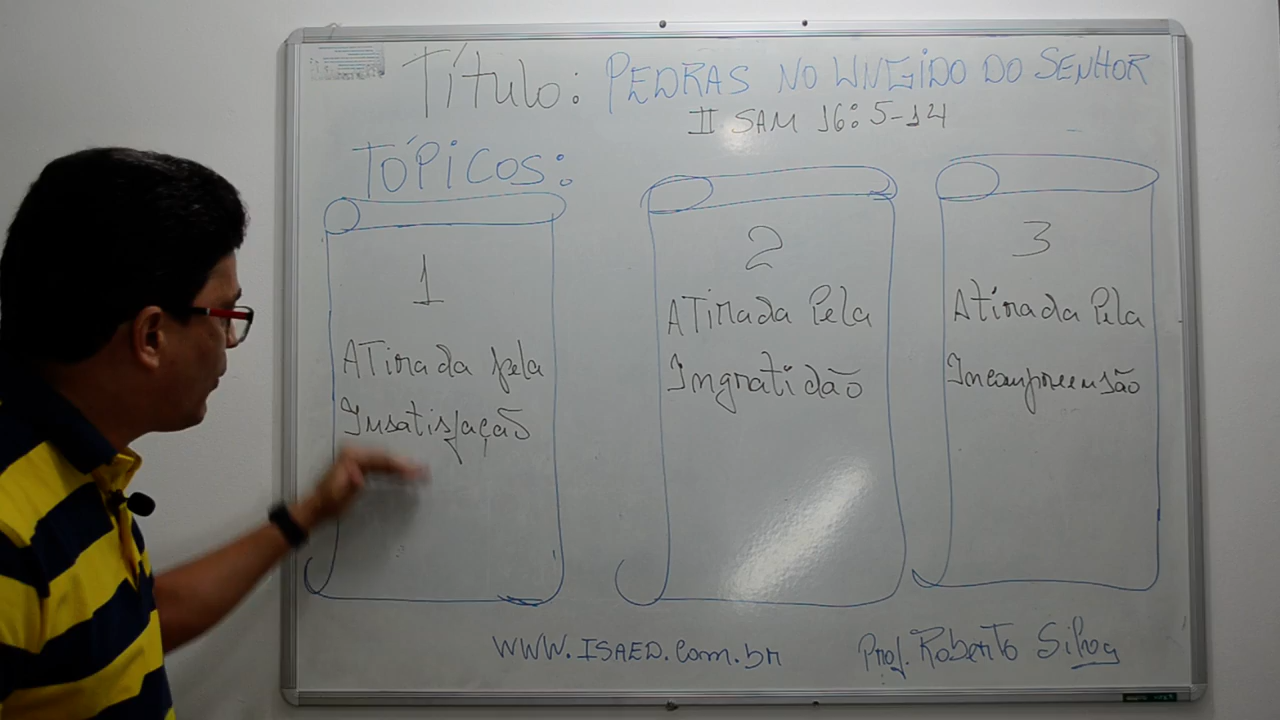 Título: PEDRAS NO UNGIDO DO SENHOR
II SAM 16:5-14
TÓPICOS:
1
ATirada pela
Insatisfação
2
ATirada Pela
Ingratidão
3
Atirada Pela
Incompreensão
WWW.ISAED.com.br
Prof. Roberto Silva